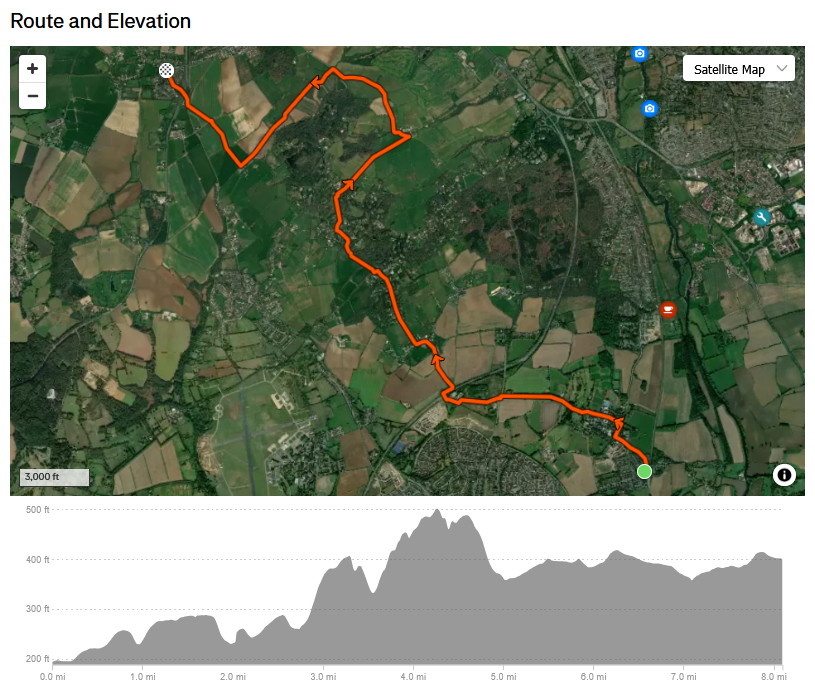 Route and Elevation
+
Satellite Map
−
3,000 ft
500 ft
400 ft
300 ft
200 ft
0.0 mi 1.0 mi 2.0 mi 3.0 mi 4.0 mi 5.0 mi 6.0 mi 7.0 mi 8.0 mi